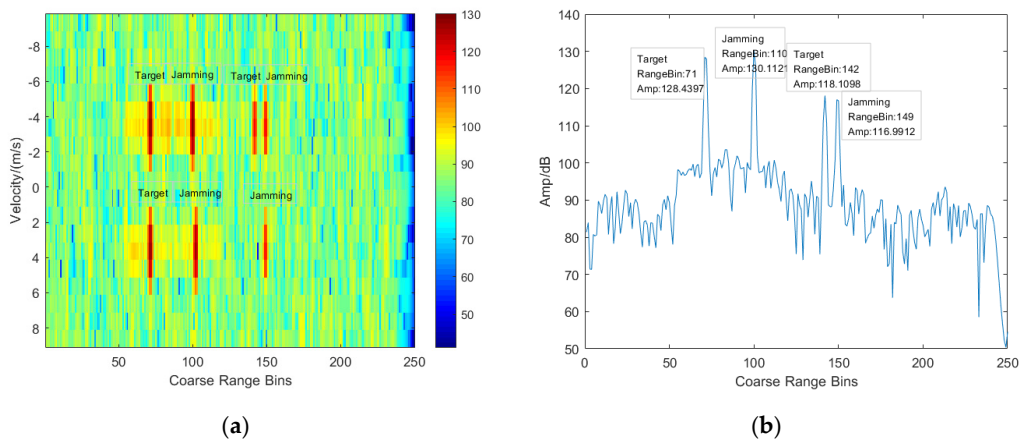 Target Jamming Target Jamming
Target Jamming Jamming
Velocity/(m/s)
-8
-6
-4
-2
0
2
4
6
8
50 100 150 200 250
Coarse Range Bins
130
120
110
100
90
80
70
60
50
(a)
Target
RangeBin:71
Amp:128.4397
Jamming
RangeBin:110
Amp:130.1121
Target
RangeBin:142
Amp:118.1098
Jamming
RangeBin:149
Amp:116.9912
Amp/dB
140
130
120
110
100
90
80
70
60
50
0 50 100 150 200 250
Coarse Range Bins
(b)